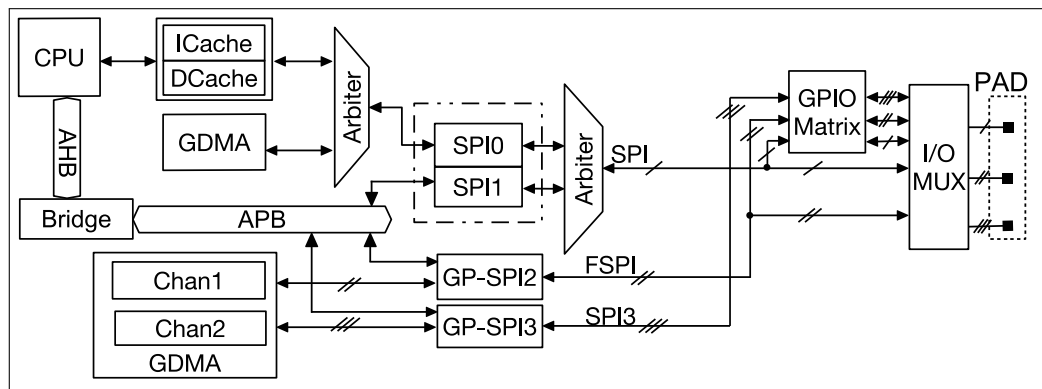 CPU
ICache
DCache
Arbiter
GDMA
AHB
Bridge
APB
SPI0
SPI1
Arbiter
SPI
GPIO
Matrix
I/O
MUX
PAD
Chan1
Chan2
GDMA
GP-SPI2
GP-SPI3
FSPI
SPI3